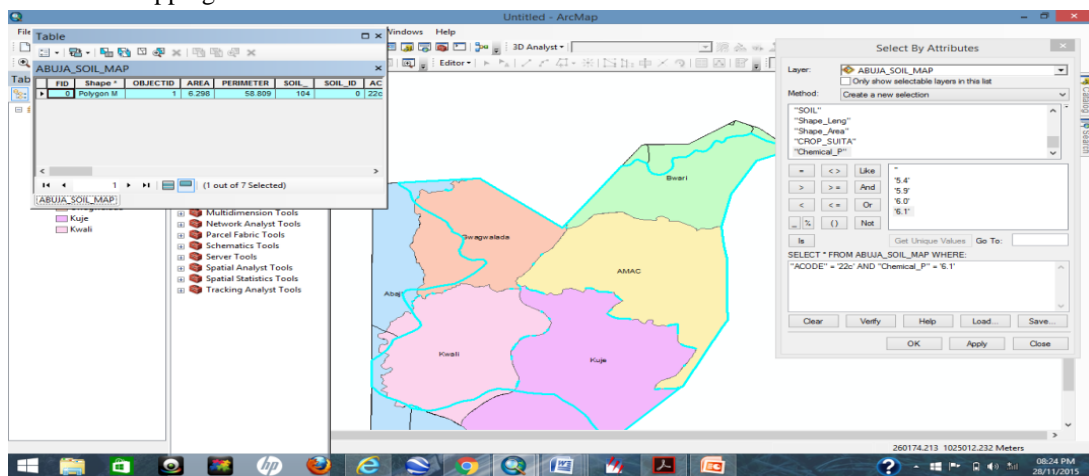 Untitled - ArcMap
Windows Help
3D Analyst
Editor
Table
ABUJA_SOIL_MAP
FID Shape * OBJECTID AREA PERIMETER SOIL_ SOIL_ID AC
0 Polygon M 1 6.298 58.809 104 0 22c
1 (1 out of 7 Selected)
ABUJA_SOIL_MAP
Kuje
Kwali
Multidimension Tools
Network Analyst Tools
Parcel Fabric Tools
Schematics Tools
Server Tools
Spatial Analyst Tools
Spatial Statistics Tools
Tracking Analyst Tools
Bwari
Gwagwalada
AMAC
Abaji
Kwali
Kuje
Select By Attributes
Layer: ABUJA_SOIL_MAP
Only show selectable layers in this list
Method: Create a new selection
"SOIL"
"Shape_Leng"
"Shape_Area"
"CROP_SUITA"
"Chemical_P"
= < > Like
> > = And
< < = Or
_ % () Not
Is
''
'5.4'
'5.9'
'6.0'
'6.1'
Get Unique Values Go To:
SELECT * FROM ABUJA_SOIL_MAP WHERE:
"ACODE" = '22c' AND "Chemical_P" = '6.1'
Clear Verify Help Load... Save...
OK Apply Close
Catalog
Search
260174.213 1025012.232 Meters
08:24 PM
28/11/2015